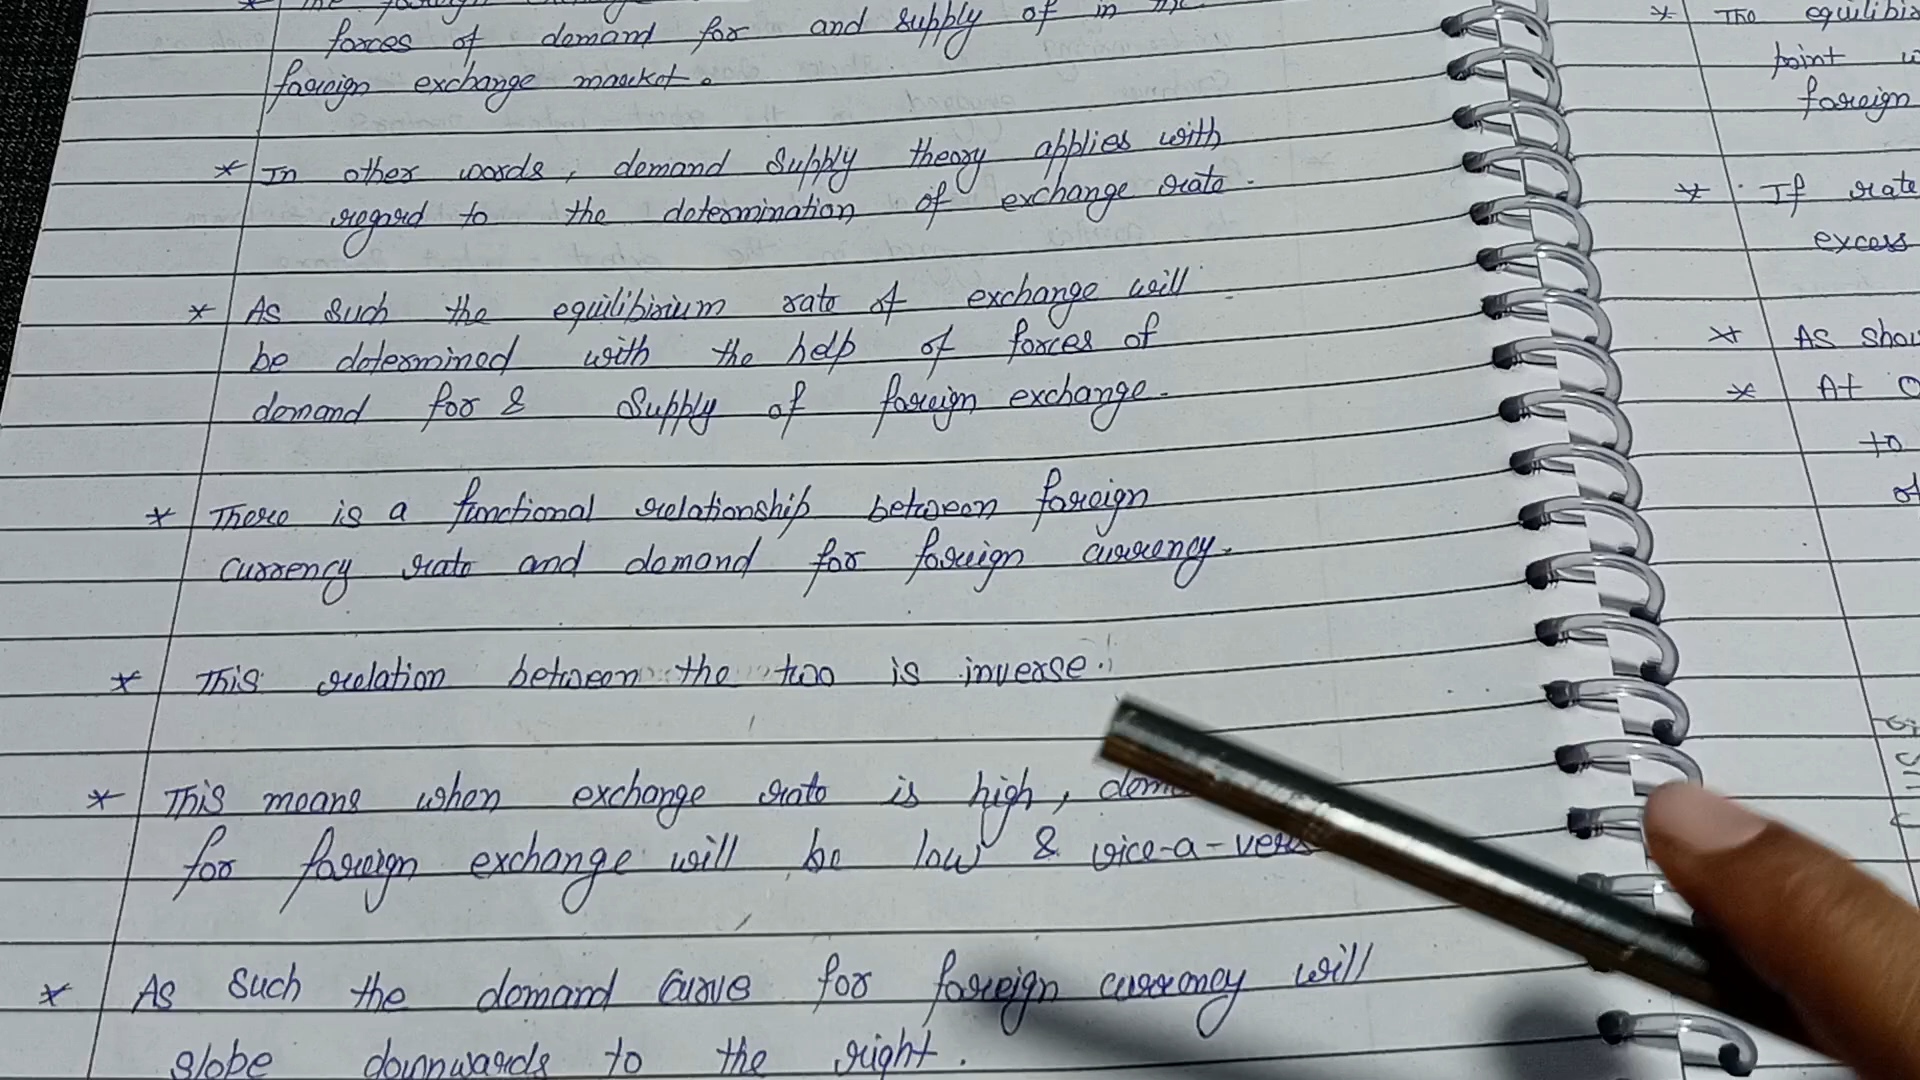 * The foreign exchange
forces of demand for and supply of in the
foreign exchange market.
* In other words, demand supply theory applies with
regard to the determination of exchange rate.
* As such the equilibirium rate of exchange will
be determined with the help of forces of
demand for & supply of foreign exchange.
* There is a functional relationship between foreign
currency rate and demand for foreign currency.
* This relation between the two is inverse.
* This means when exchange rate is high,
for foreign exchange will be low & vice-a-versa
* As such the demand curve for foreign currency will
slope downwards to the right.
* The
point
foreign
* If rate
excess
* As
* At
to
of